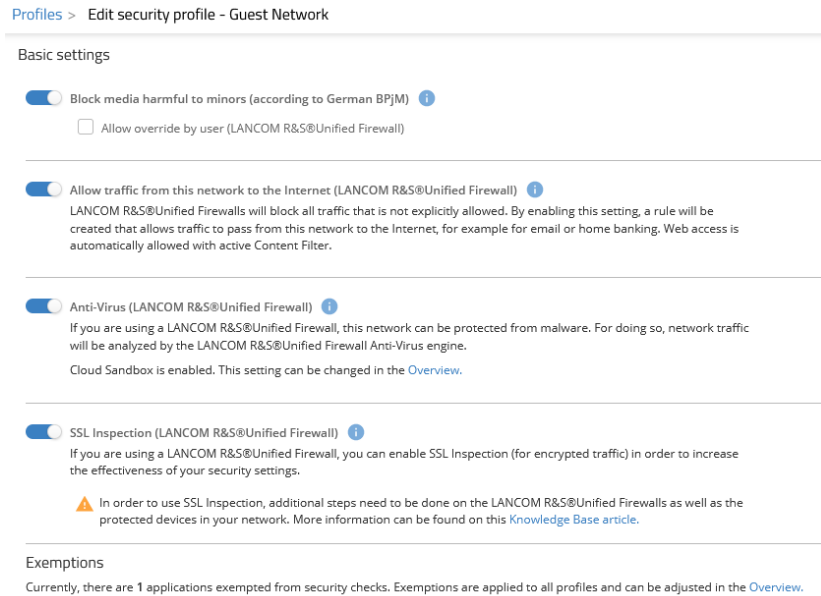 Profiles > Edit security profile - Guest Network
Basic settings
Block media harmful to minors (according to German BPjM)
Allow override by user (LANCOM R&S®Unified Firewall)
Allow traffic from this network to the Internet (LANCOM R&S®Unified Firewall)
LANCOM R&S®Unified Firewalls will block all traffic that is not explicitly allowed. By enabling this setting, a rule will be
created that allows traffic to pass from this network to the Internet, for example for email or home banking. Web access is
automatically allowed with active Content Filter.
Anti-Virus (LANCOM R&S®Unified Firewall)
If you are using a LANCOM R&S®Unified Firewall, this network can be protected from malware. For doing so, network traffic
will be analyzed by the LANCOM R&S®Unified Firewall Anti-Virus engine.
Cloud Sandbox is enabled. This setting can be changed in the Overview.
SSL Inspection (LANCOM R&S®Unified Firewall)
If you are using a LANCOM R&S®Unified Firewall, you can enable SSL Inspection (for encrypted traffic) in order to increase
the effectiveness of your security settings.
In order to use SSL Inspection, additional steps need to be done on the LANCOM R&S®Unified Firewalls as well as the
protected devices in your network. More information can be found on this Knowledge Base article.
Exemptions
Currently, there are 1 applications exempted from security checks. Exemptions are applied to all profiles and can be adjusted in the Overview.